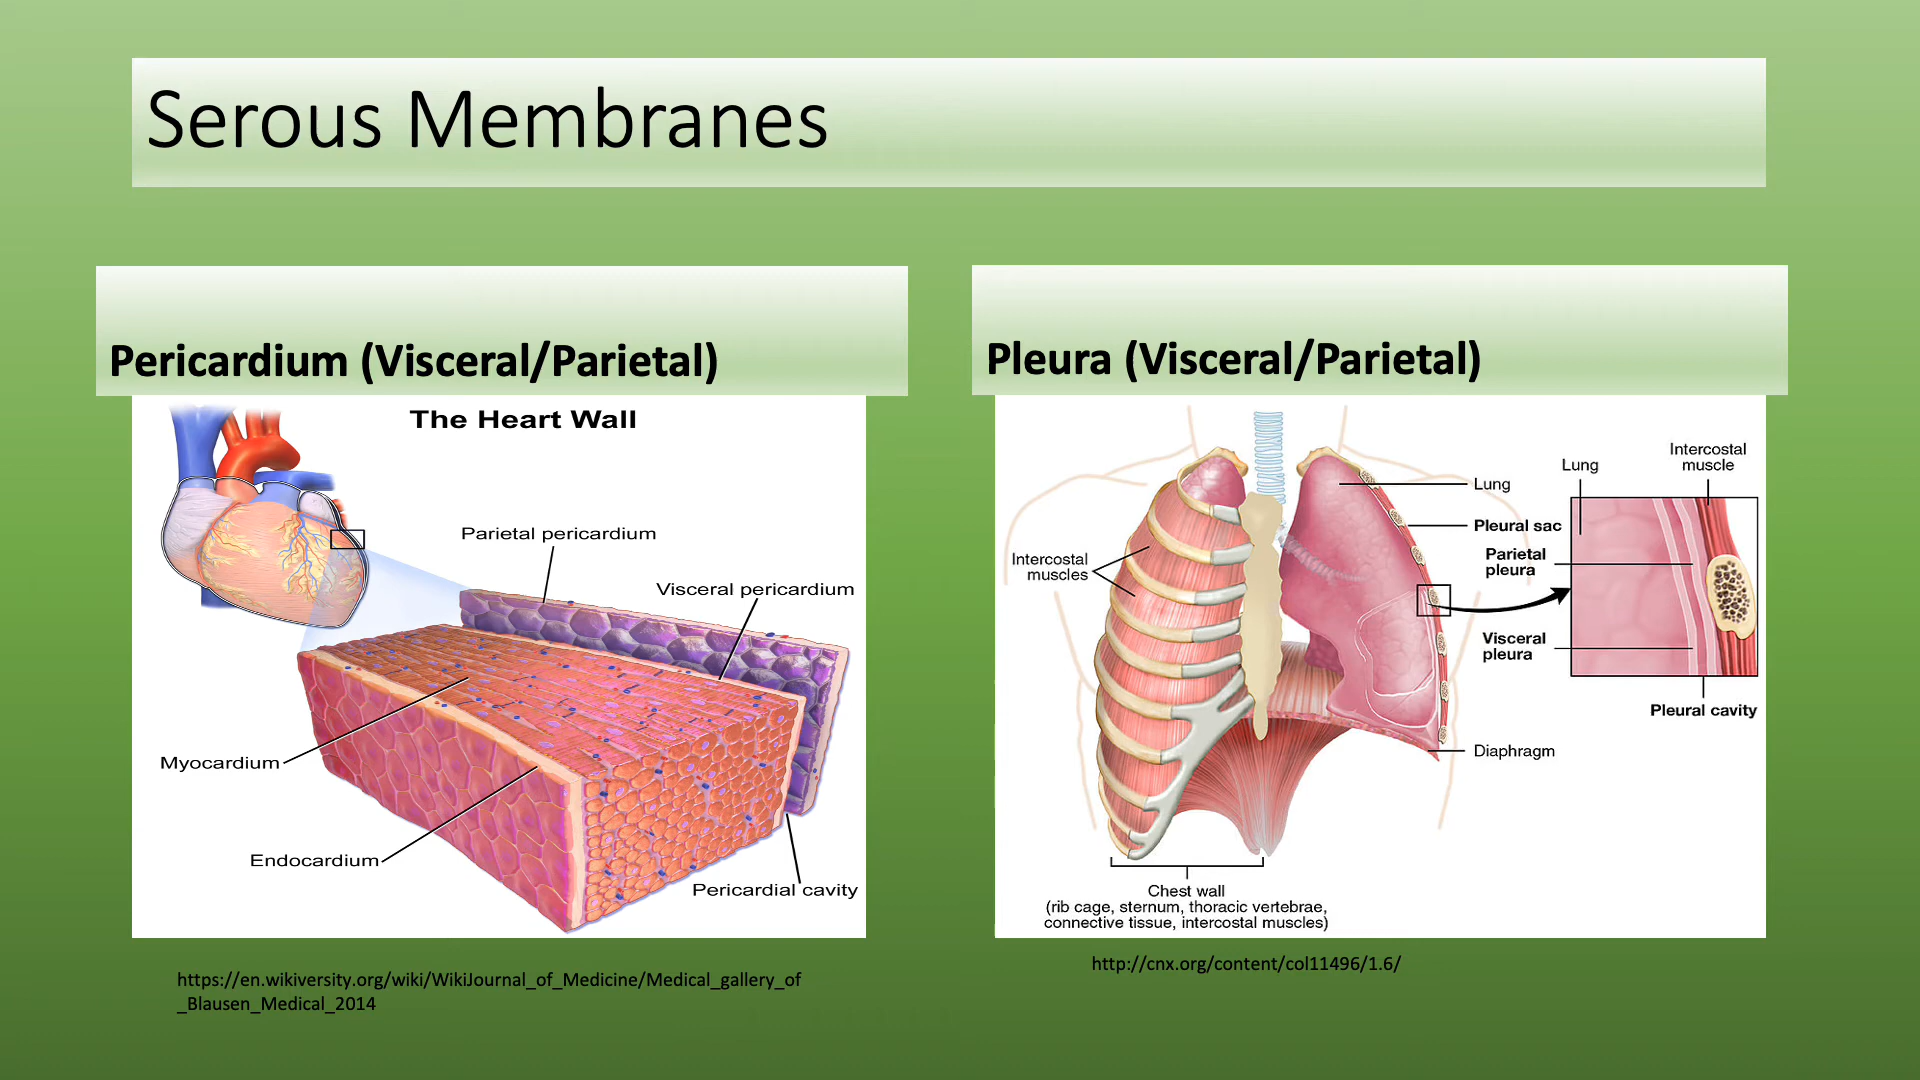 Serous Membranes
Pericardium (Visceral/Parietal)
The Heart Wall
Parietal pericardium
Visceral pericardium
Myocardium
Endocardium
Pericardial cavity
https://en.wikiversity.org/wiki/WikiJournal_of_Medicine/Medical_gallery_of
_Blausen_Medical_2014
Pleura (Visceral/Parietal)
Intercostal
muscles
Lung
Pleural sac
Parietal
pleura
Visceral
pleura
Diaphragm
Lung
Intercostal
muscle
Pleural cavity
Chest wall
(rib cage, sternum, thoracic vertebrae,
connective tissue, intercostal muscles)
http://cnx.org/content/col11496/1.6/